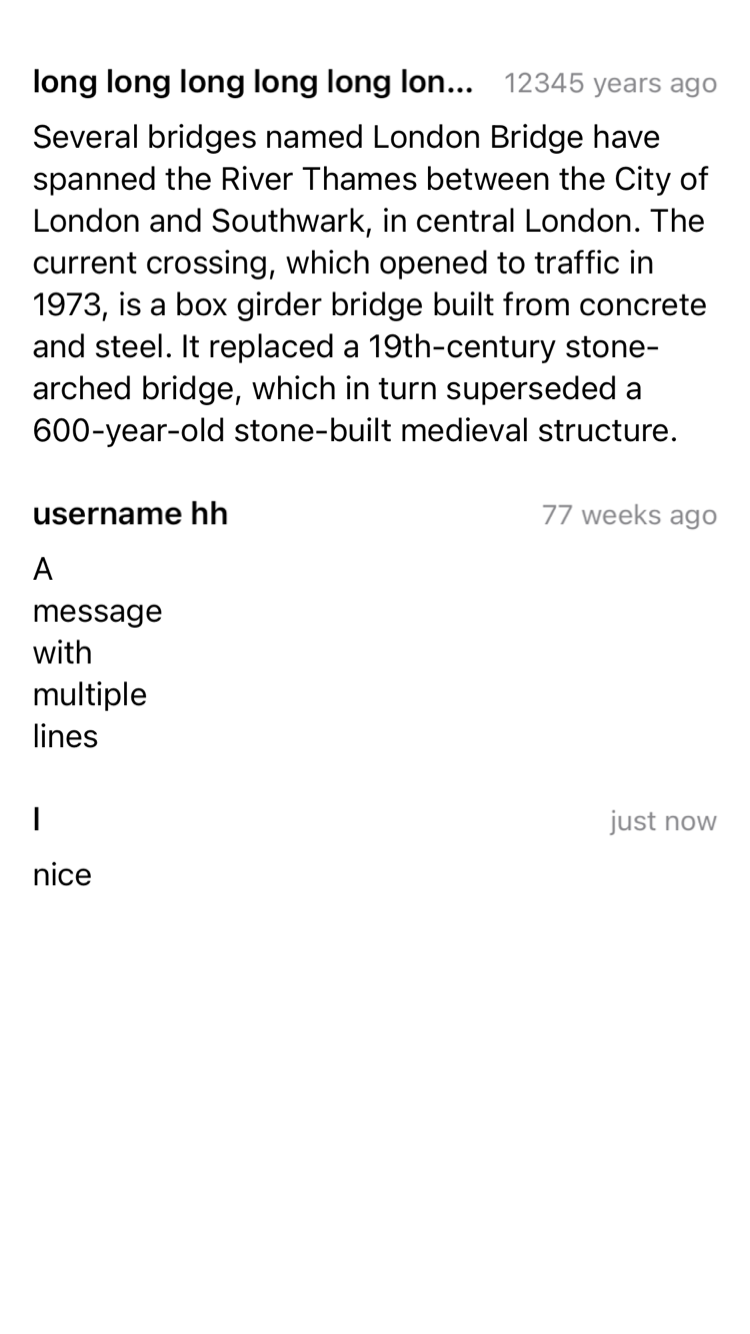 long long long long long lon... 12345 years ago
Several bridges named London Bridge have
spanned the River Thames between the City of
London and Southwark, in central London. The
current crossing, which opened to traffic in
1973, is a box girder bridge built from concrete
and steel. It replaced a 19th-century stone-
arched bridge, which in turn superseded a
600-year-old stone-built medieval structure.
username hh 77 weeks ago
A
message
with
multiple
lines
I just now
nice